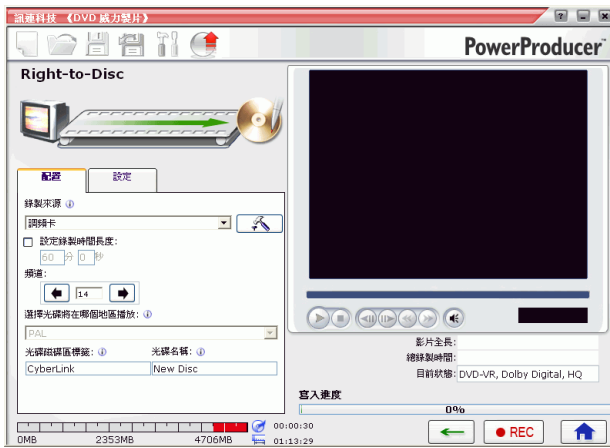 訊連科技 《DVD 威力製片》
PowerProducer™
Right-to-Disc
配置
設定
錄製來源
調頻卡
設定錄製時間長度:
60 分 0 秒
頻道:
14
選擇光碟將在哪個地區播放:
PAL
光碟磁碟區標籤:
光碟名稱:
CyberLink
New Disc
影片全長:
總錄製時間:
目前狀態: DVD-VR, Dolby Digital, HQ
寫入進度
0%
00:00:30
0MB 2353MB 4706MB 01:13:29
REC